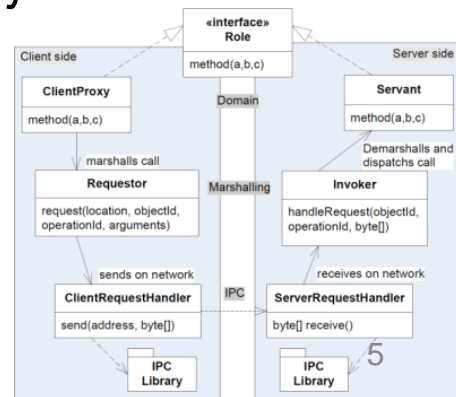 y
«interface»
Role
method(a,b,c)
Client side
Server side
ClientProxy
method(a,b,c)
Servant
method(a,b,c)
Domain
marshalls call
Demarshalls and
dispatchs call
Requestor
request(location, objectId,
operationId, arguments)
Marshalling
Invoker
handleRequest(objectId,
operationId, byte[])
sends on network
receives on network
ClientRequestHandler
send(address, byte[])
IPC
ServerRequestHandler
byte[] receive()
5
IPC
Library
IPC
Library